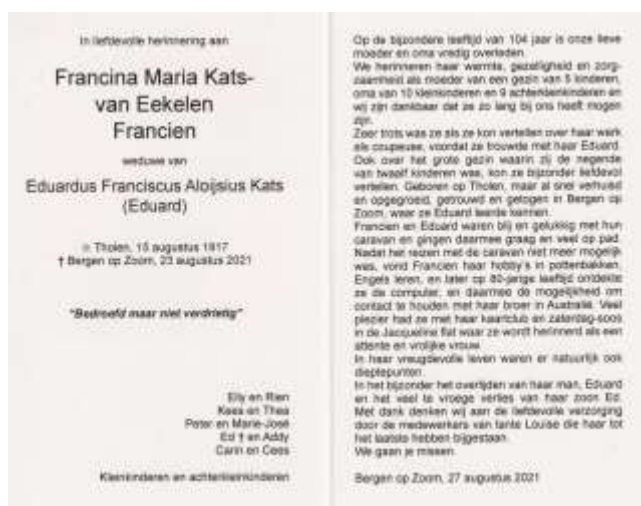 In liefdevolle herinnering aan
Francina Maria Kats-
van Eekelen
Francien
weduwe van
Eduardus Franciscus Aloijsius Kats
(Eduard)
Tholen, 15 augustus 1917
† Bergen op Zoom, 23 augustus 2021
"Bedroefd maar niet verdrietig"
Elly en Rien
Kees en Thea
Peter en Marie-José
Ed † en Addy
Carin en Cees
Kleinkinderen en achterkleinkinderen
Op de bijzondere leeftijd van 104 jaar is onze lieve
moeder en oma vredig overleden.
We herinneren haar warmte, gezelligheid en zorg-
zaamheid als moeder van een gezin van 5 kinderen,
oma van 10 kleinkinderen en 9 achterkleinkinderen en
wij zijn dankbaar dat ze zo lang bij ons heeft mogen
zijn.
Zeer trots was ze als ze kon vertellen over haar werk
als coupeuse, voordat ze trouwde met haar Eduard.
Ook over het grote gezin waarin zij de negende
van twaalf kinderen was, kon ze bijzonder liefdevol
vertellen. Geboren op Tholen, maar al snel verhuisd
en opgegroeid, getrouwd en getogen in Bergen op
Zoom, waar ze Eduard leerde kennen.
Francien en Eduard waren blij en gelukkig met hun
caravan en gingen daarmee graag en veel op pad.
Nadat het reizen met de caravan niet meer mogelijk
was, vond Francien haar hobby's in pottenbakken,
Engels leren, en later op 80-jarige leeftijd ontdekte
ze de computer, en daarmee de mogelijkheid om
contact te houden met haar broer in Australië. Veel
plezier had ze met haar kaartclub en zaterdag-soos
in de Jacqueline flat waar ze wordt herinnerd als een
attente en vrolijke vrouw.
In haar vreugdevolle leven waren er natuurlijk ook
dieptepunten.
In het bijzonder het overlijden van haar man, Eduard
en het veel te vroege verlies van haar zoon Ed.
Met dank denken wij aan de liefdevolle verzorging
door de medewerkers van tante Louise die haar tot
het laatste hebben bijgestaan.
We gaan je missen.
Bergen op Zoom, 27 augustus 2021